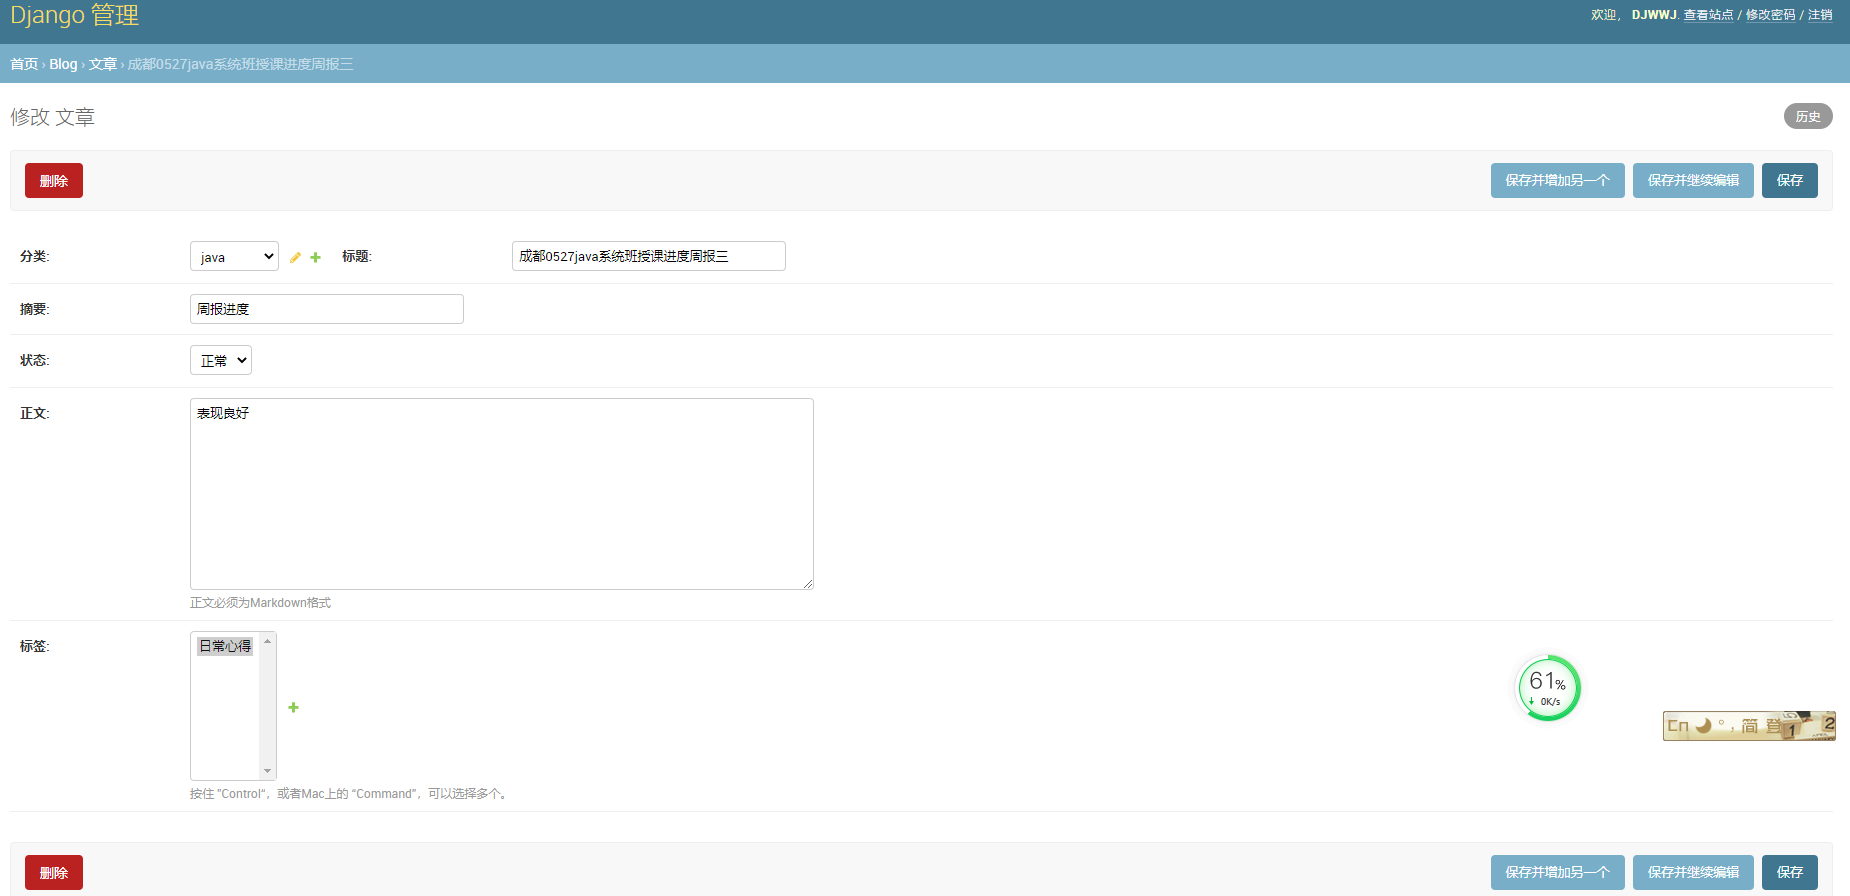 Django 管理
欢迎， DJWWJ. 查看站点 / 修改密码 / 注销
首页 › Blog › 文章 › 成都0527java系统班授课进度周报三
修改 文章
历史
删除
保存并增加另一个
保存并继续编辑
保存
分类:
java
标题:
成都0527java系统班授课进度周报三
摘要:
周报进度
状态:
正常
正文:
表现良好
正文必须为Markdown格式
标签:
日常心得
61%
0K/s
Cn
简 登
1
2
按住 "Control"，或者Mac上的 "Command"，可以选择多个。
删除
保存并增加另一个
保存并继续编辑
保存